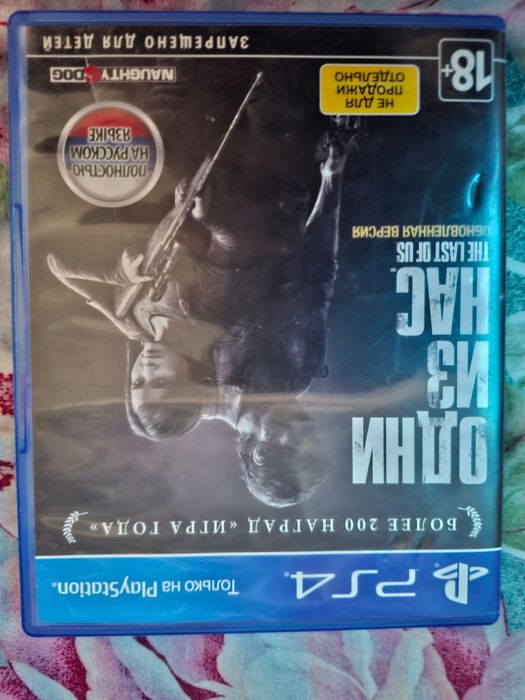 PS4
Только на PlayStation.
БОЛЕЕ 200 НАГРАД «ИГРА ГОДА»
ОДНИ
ИЗ
НАС
THE LAST OF US
ОБНОВЛЕННАЯ ВЕРСИЯ
ПОЛНОСТЬЮ
НА РУССКОМ
ЯЗЫКЕ
НЕ ДЛЯ
ПРОДАЖИ
ОТДЕЛЬНО
18+
NAUGHTY DOG
ЗАПРЕЩЕНО ДЛЯ ДЕТЕЙ